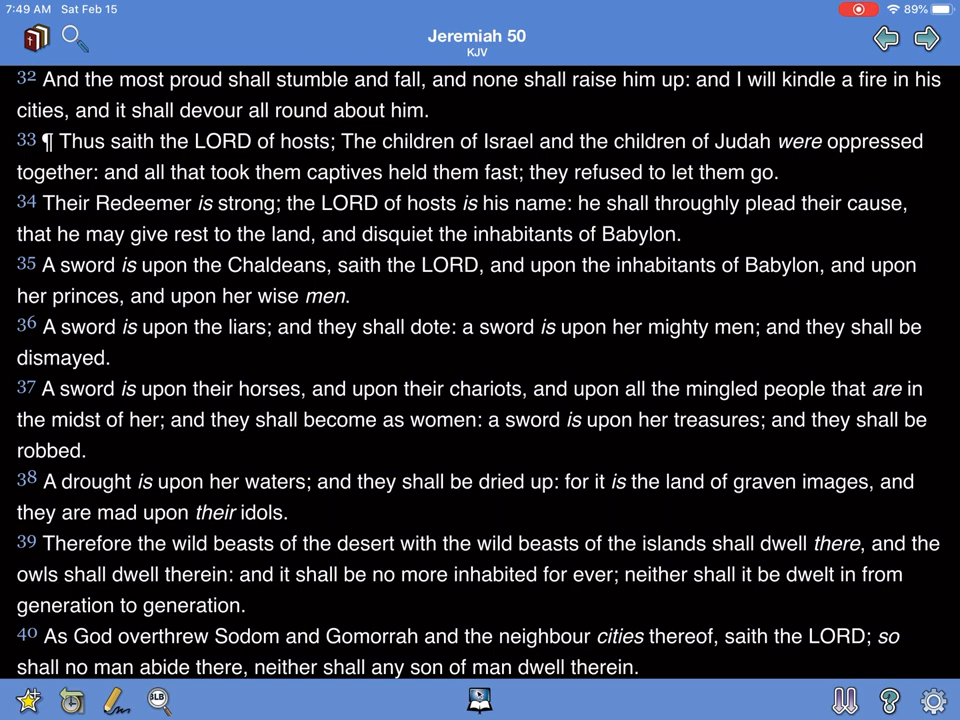 7:49 AM Sat Feb 15 89%
Jeremiah 50
KJV
32 And the most proud shall stumble and fall, and none shall raise him up: and I will kindle a fire in his
cities, and it shall devour all round about him.
33 ¶ Thus saith the LORD of hosts; The children of Israel and the children of Judah were oppressed
together: and all that took them captives held them fast; they refused to let them go.
34 Their Redeemer is strong; the LORD of hosts is his name: he shall throughly plead their cause,
that he may give rest to the land, and disquiet the inhabitants of Babylon.
35 A sword is upon the Chaldeans, saith the LORD, and upon the inhabitants of Babylon, and upon
her princes, and upon her wise men.
36 A sword is upon the liars; and they shall dote: a sword is upon her mighty men; and they shall be
dismayed.
37 A sword is upon their horses, and upon their chariots, and upon all the mingled people that are in
the midst of her; and they shall become as women: a sword is upon her treasures; and they shall be
robbed.
38 A drought is upon her waters; and they shall be dried up: for it is the land of graven images, and
they are mad upon their idols.
39 Therefore the wild beasts of the desert with the wild beasts of the islands shall dwell there, and the
owls shall dwell therein: and it shall be no more inhabited for ever; neither shall it be dwelt in from
generation to generation.
40 As God overthrew Sodom and Gomorrah and the neighbour cities thereof, saith the LORD; so
shall no man abide there, neither shall any son of man dwell therein.
BLB